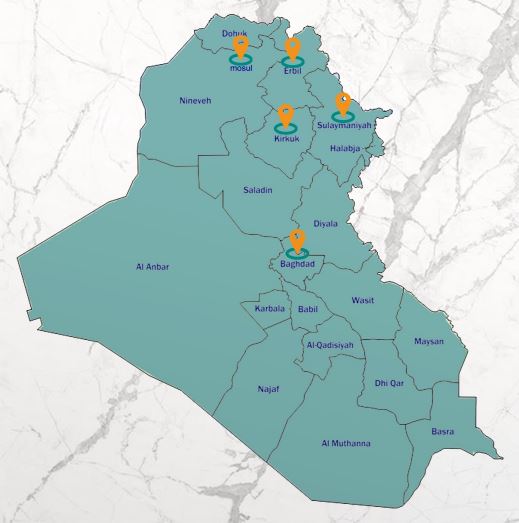 Dohuk
mosul
Erbil
Nineveh
Sulaymaniyah
Kirkuk
Halabja
Saladin
Diyala
Baghdad
Al Anbar
Wasit
Karbala
Babil
Maysan
Al-Qadisiyah
Dhi Qar
Najaf
Basra
Al Muthanna